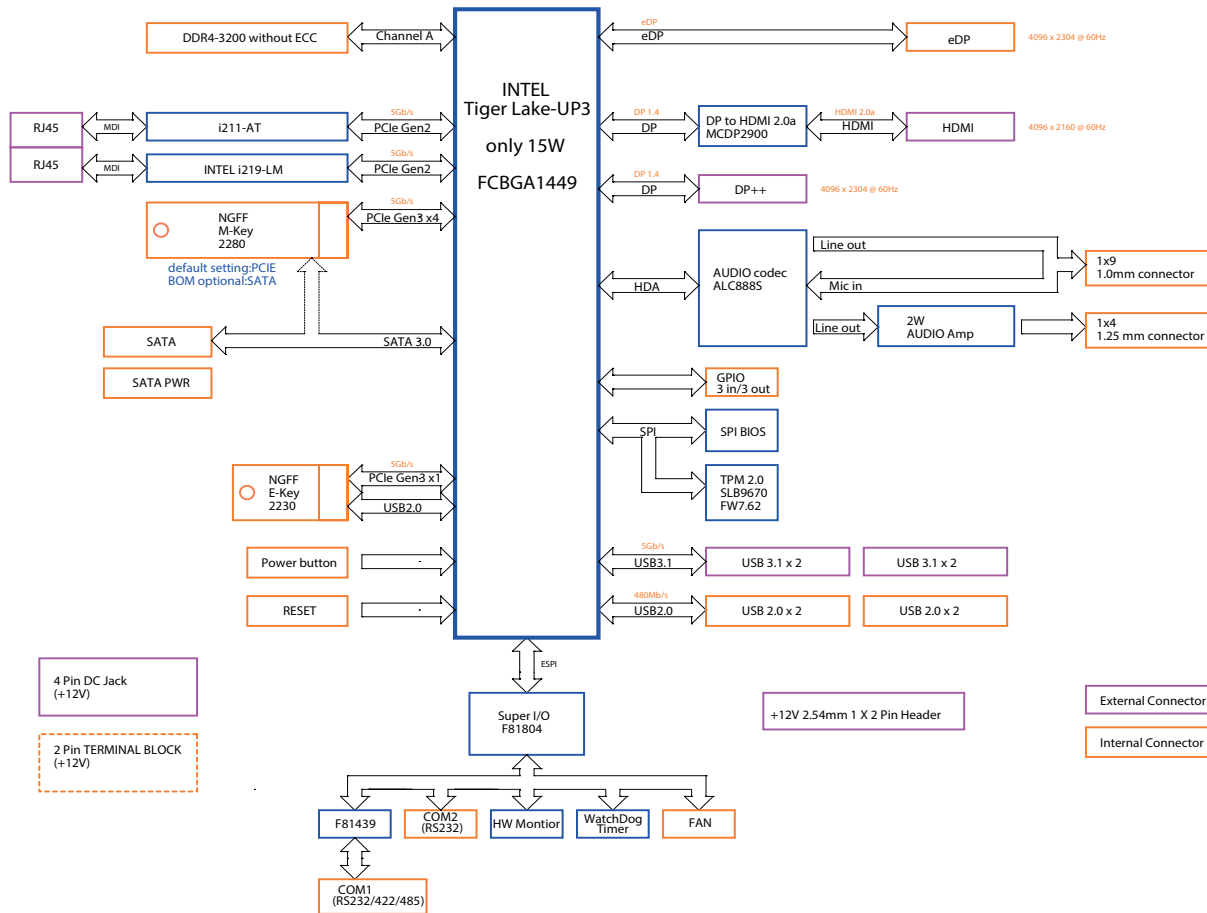 DDR4-3200 without ECC
Channel A
INTEL
Tiger Lake-UP3
only 15W
FCBGA1449
eDP
eDP
eDP
4096 x 2304 @ 60Hz
RJ45
MDI
i211-AT
5Gb/s
PCIe Gen2
DP 1.4
DP
DP to HDMI 2.0a
MCDP2900
HDMI 2.0a
HDMI
HDMI
4096 x 2160 @ 60Hz
RJ45
MDI
INTEL i219-LM
5Gb/s
PCIe Gen2
DP 1.4
DP
DP++
4096 x 2304 @ 60Hz
NGFF
M-Key
2280
5Gb/s
PCIe Gen3 x4
default setting:PCIE
BOM optional:SATA
HDA
AUDIO codec
ALC888S
Line out
Mic in
1x9
1.0mm connector
Line out
2W
AUDIO Amp
1x4
1.25 mm connector
SATA
SATA 3.0
SATA PWR
GPIO
3 in/3 out
SPI
SPI BIOS
TPM 2.0
SLB9670
FW7.62
NGFF
E-Key
2230
5Gb/s
PCIe Gen3 x1
USB2.0
Power button
5Gb/s
USB3.1
USB 3.1 x 2
USB 3.1 x 2
RESET
480Mb/s
USB2.0
USB 2.0 x 2
USB 2.0 x 2
ESPI
4 Pin DC Jack
(+12V)
2 Pin TERMINAL BLOCK
(+12V)
Super I/O
F81804
+12V 2.54mm 1 X 2 Pin Header
External Connector
Internal Connector
F81439
COM2
(RS232)
HW Montior
WatchDog
Timer
FAN
COM1
(RS232/422/485)